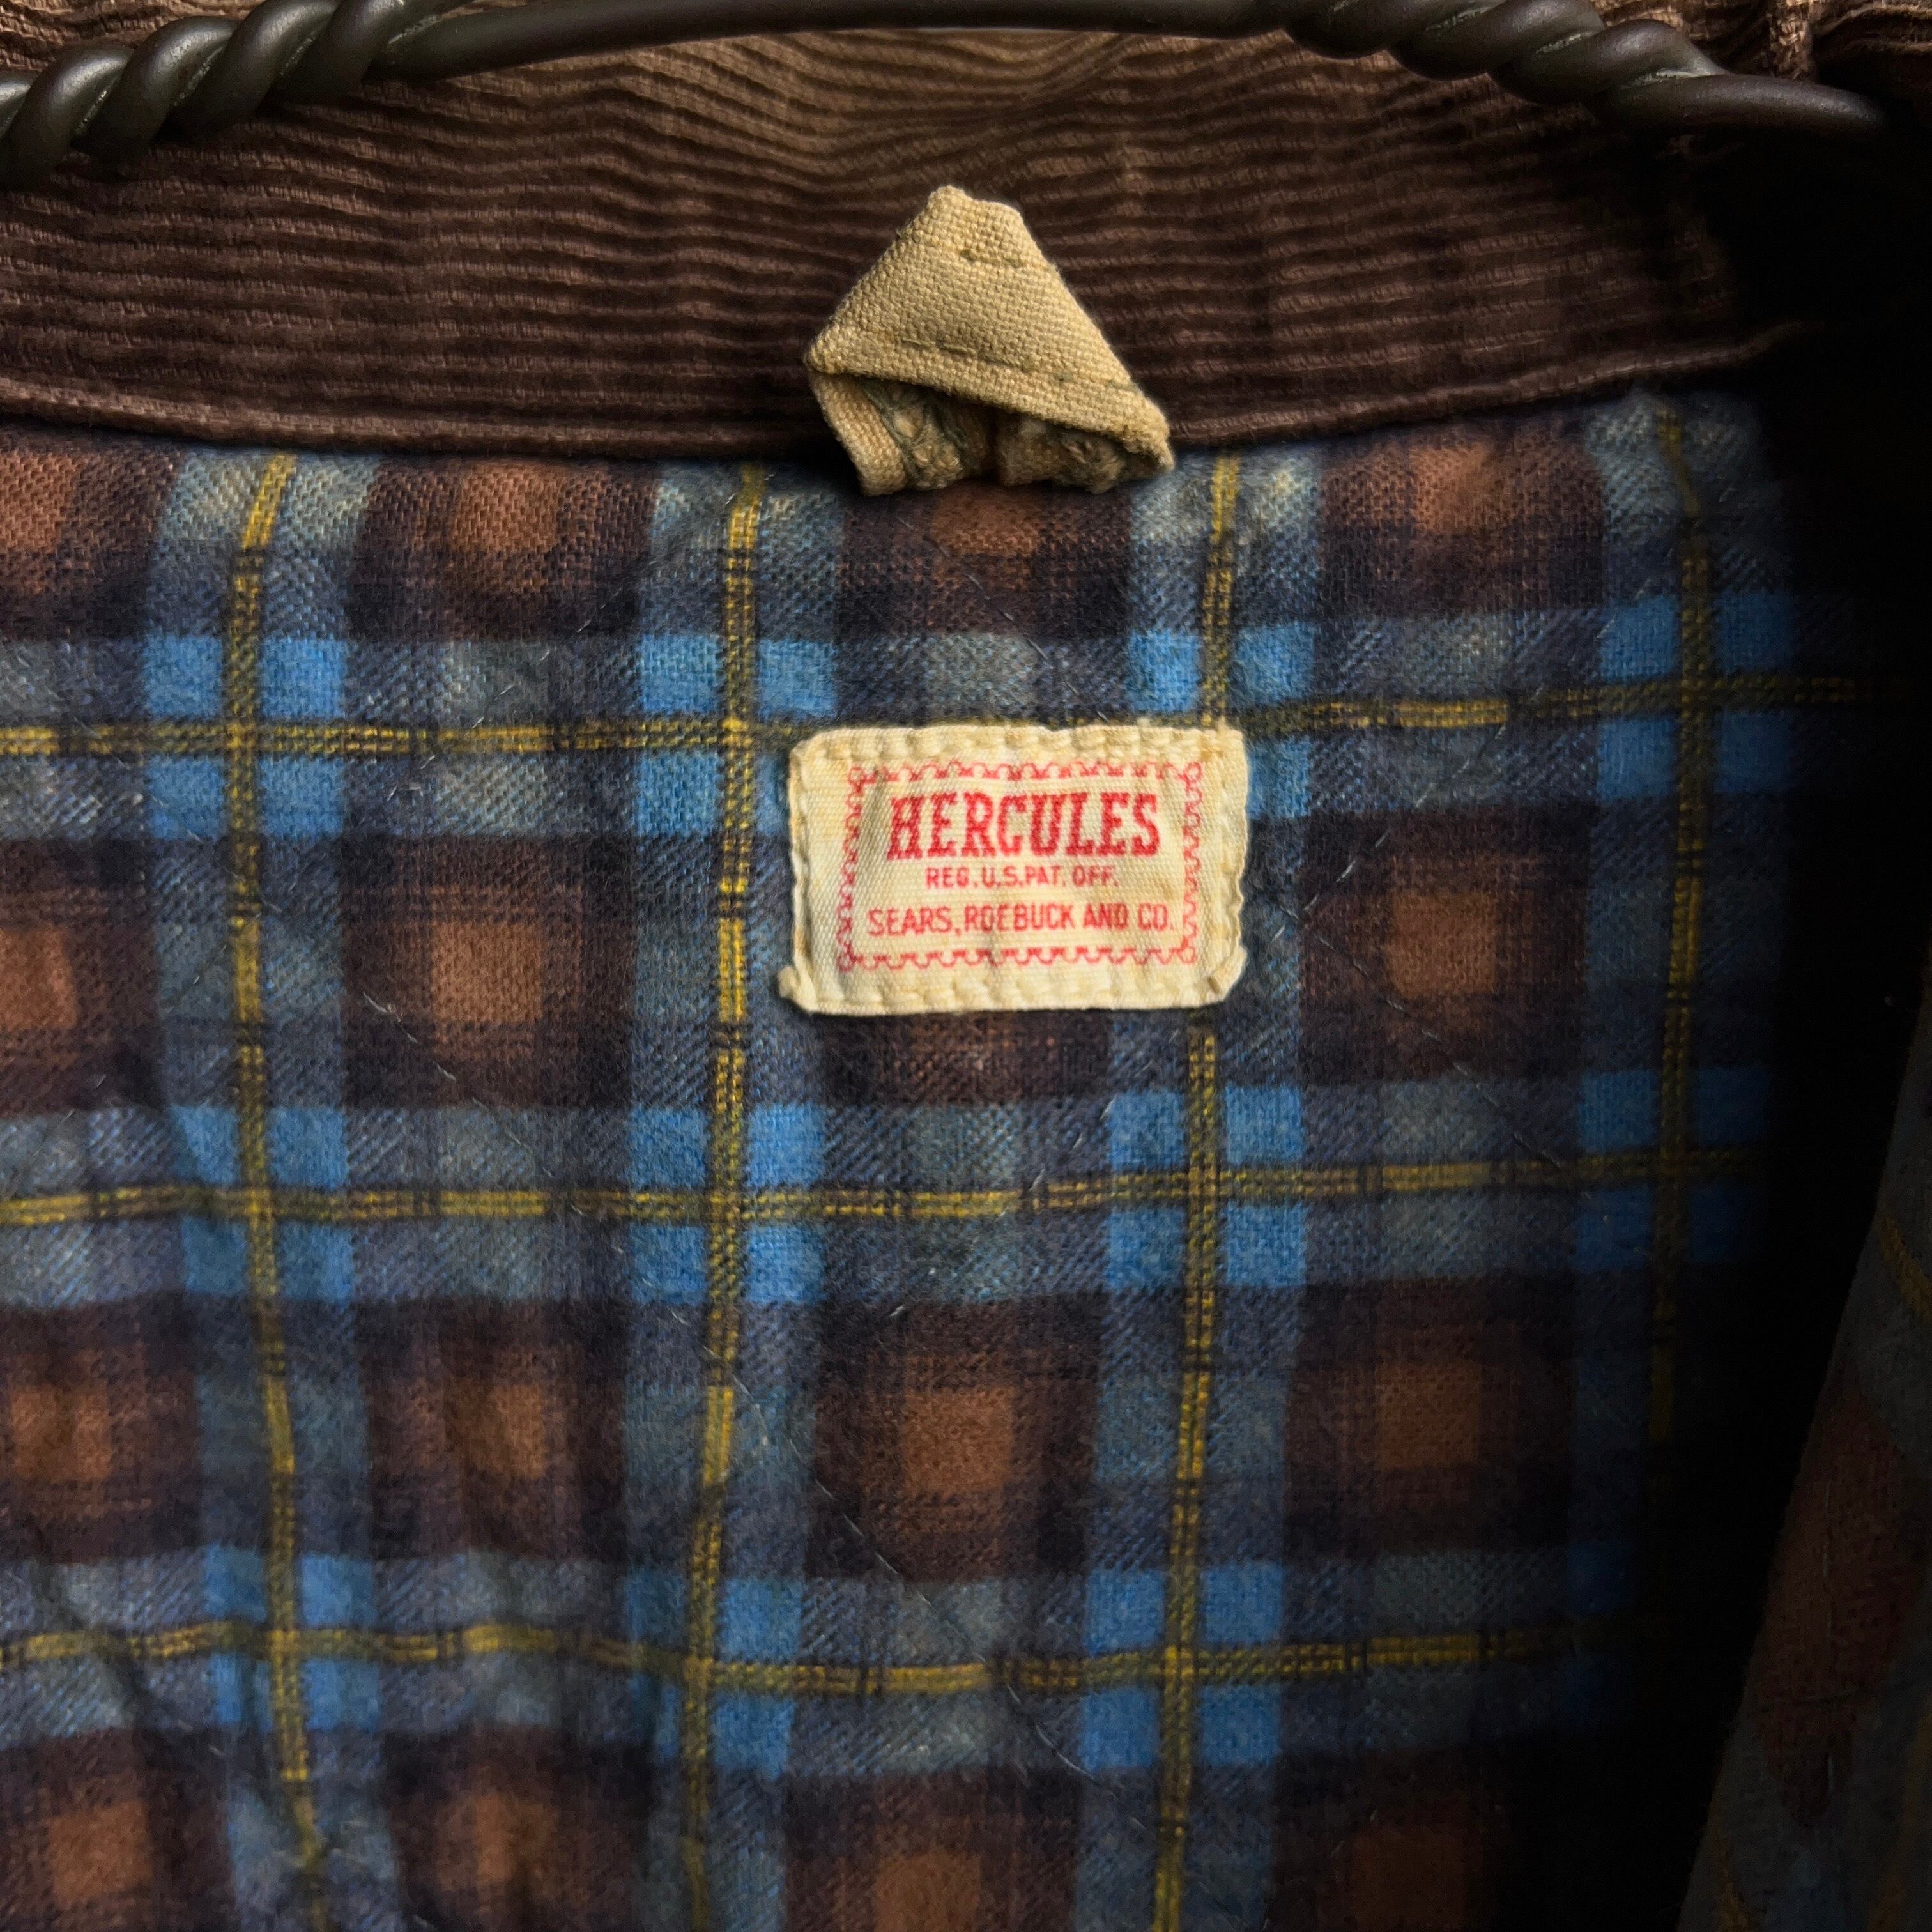 HERCULES
REG. U.S. PAT. OFF.
SEARS, ROEBUCK AND CO.